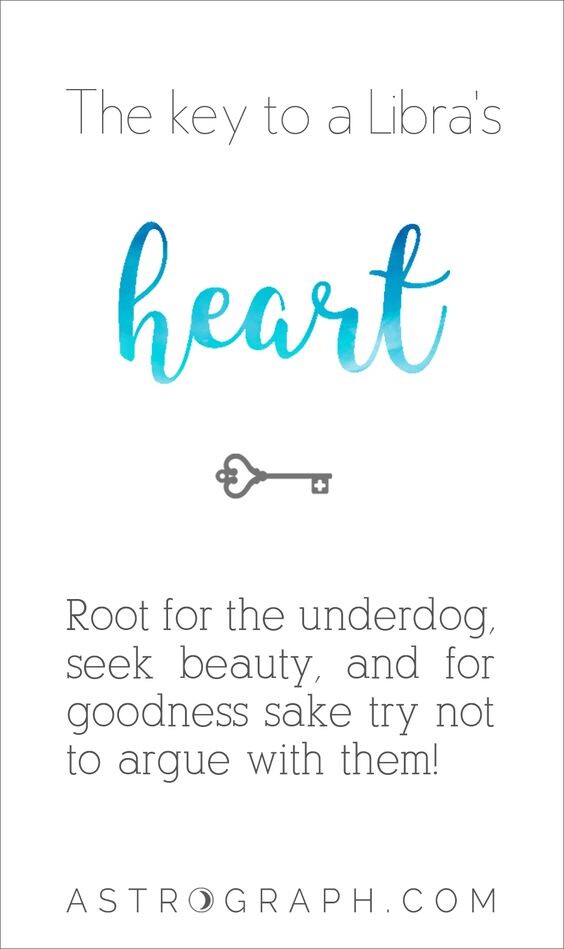 The key to a Libra's
heart
Root for the underdog,
seek beauty, and for
goodness sake try not
to argue with them!
ASTROGRAPH.COM